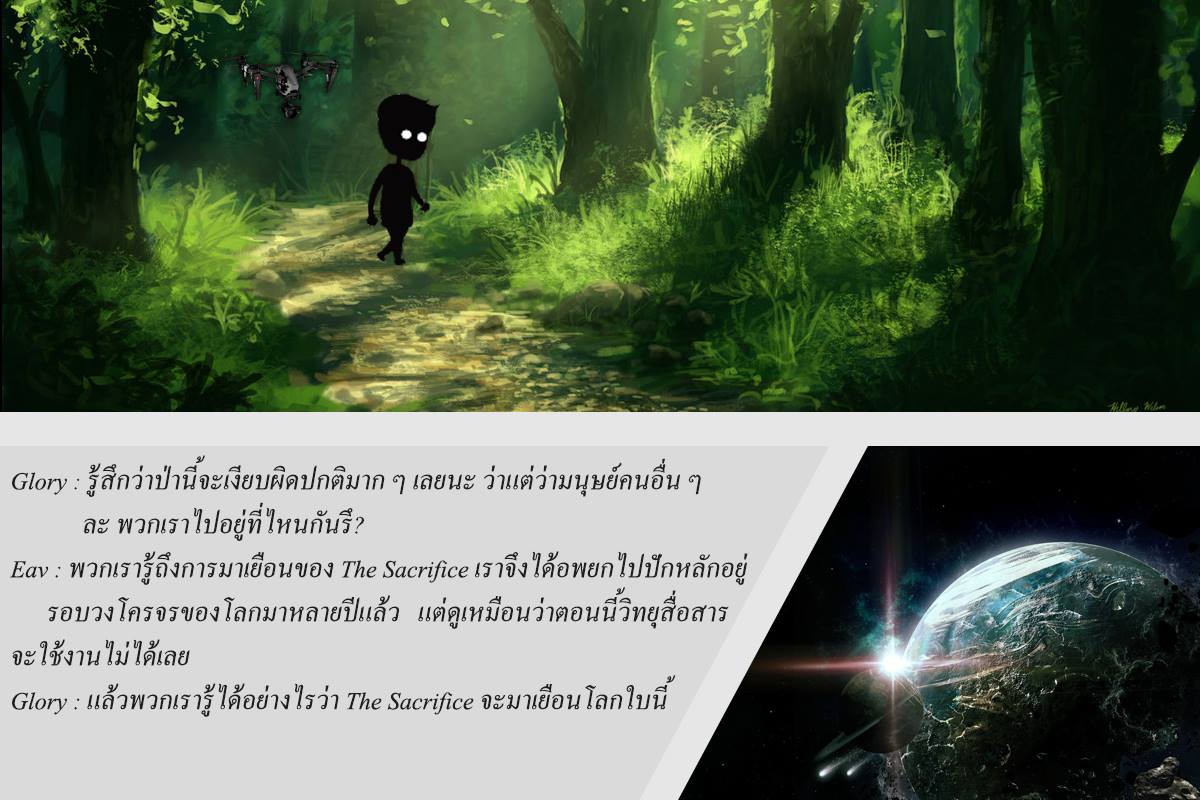 Glory : รู้สึกว่าป่านี้จะเงียบผิดปกติมาก ๆ เลยนะ ว่าแต่ว่ามนุษย์คนอื่น ๆ
ละ พวกเราไปอยู่ที่ไหนกันรึ?
Eav : พวกเรารู้ถึงการมาเยือนของ The Sacrifice เราจึงได้อพยกไปปักหลักอยู่
รอบวงโครจรของโลกมาหลายปีแล้ว แต่ดูเหมือนว่าตอนนี้วิทยุสื่อสาร
จะใช้งานไม่ได้เลย
Glory : แล้วพวกเรารู้ได้อย่างไรว่า The Sacrifice จะมาเยือนโลกใบนี้